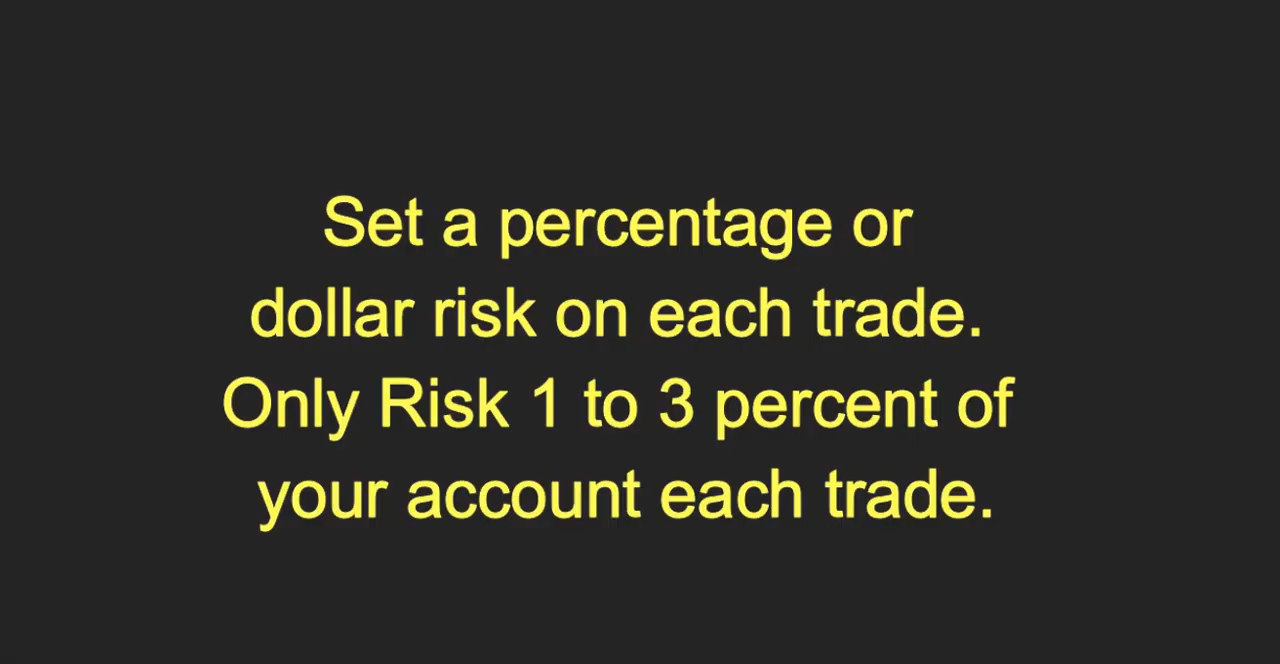 Set a percentage or
dollar risk on each trade.
Only Risk 1 to 3 percent of
your account each trade.